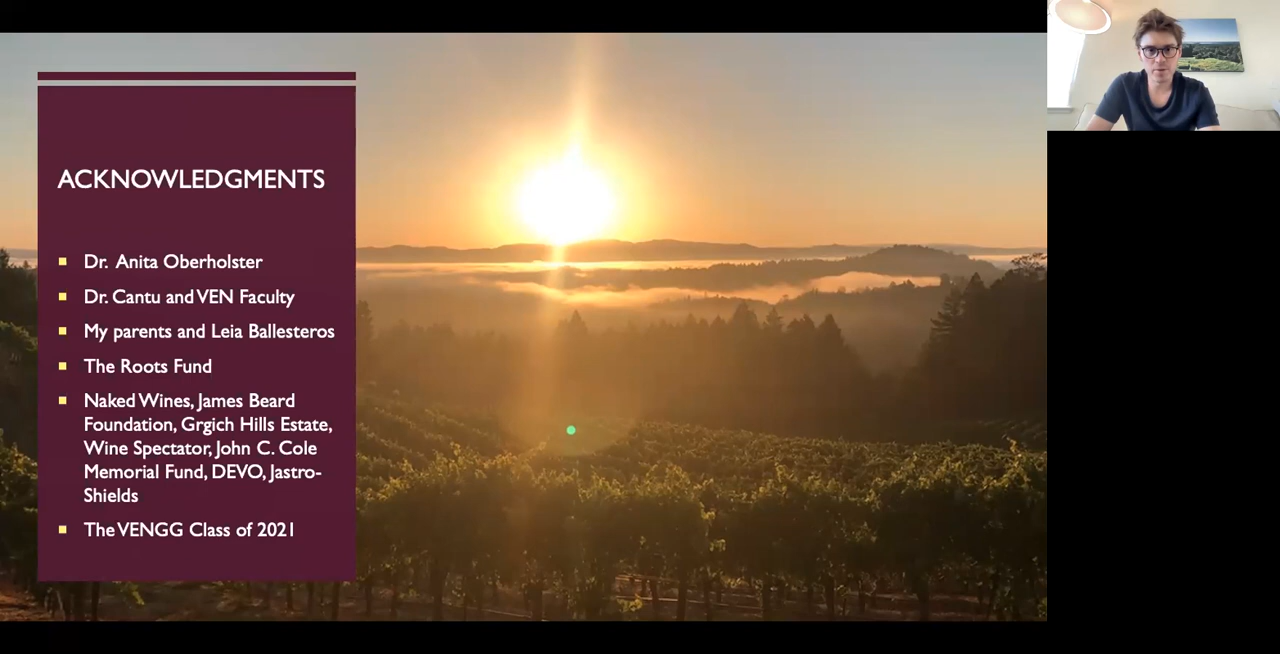 ACKNOWLEDGMENTS
Dr. Anita Oberholster
Dr. Cantu and VEN Faculty
My parents and Leia Ballesteros
The Roots Fund
Naked Wines, James Beard
Foundation, Grgich Hills Estate,
Wine Spectator, John C. Cole
Memorial Fund, DEVO, Jastro-
Shields
The VENGG Class of 2021